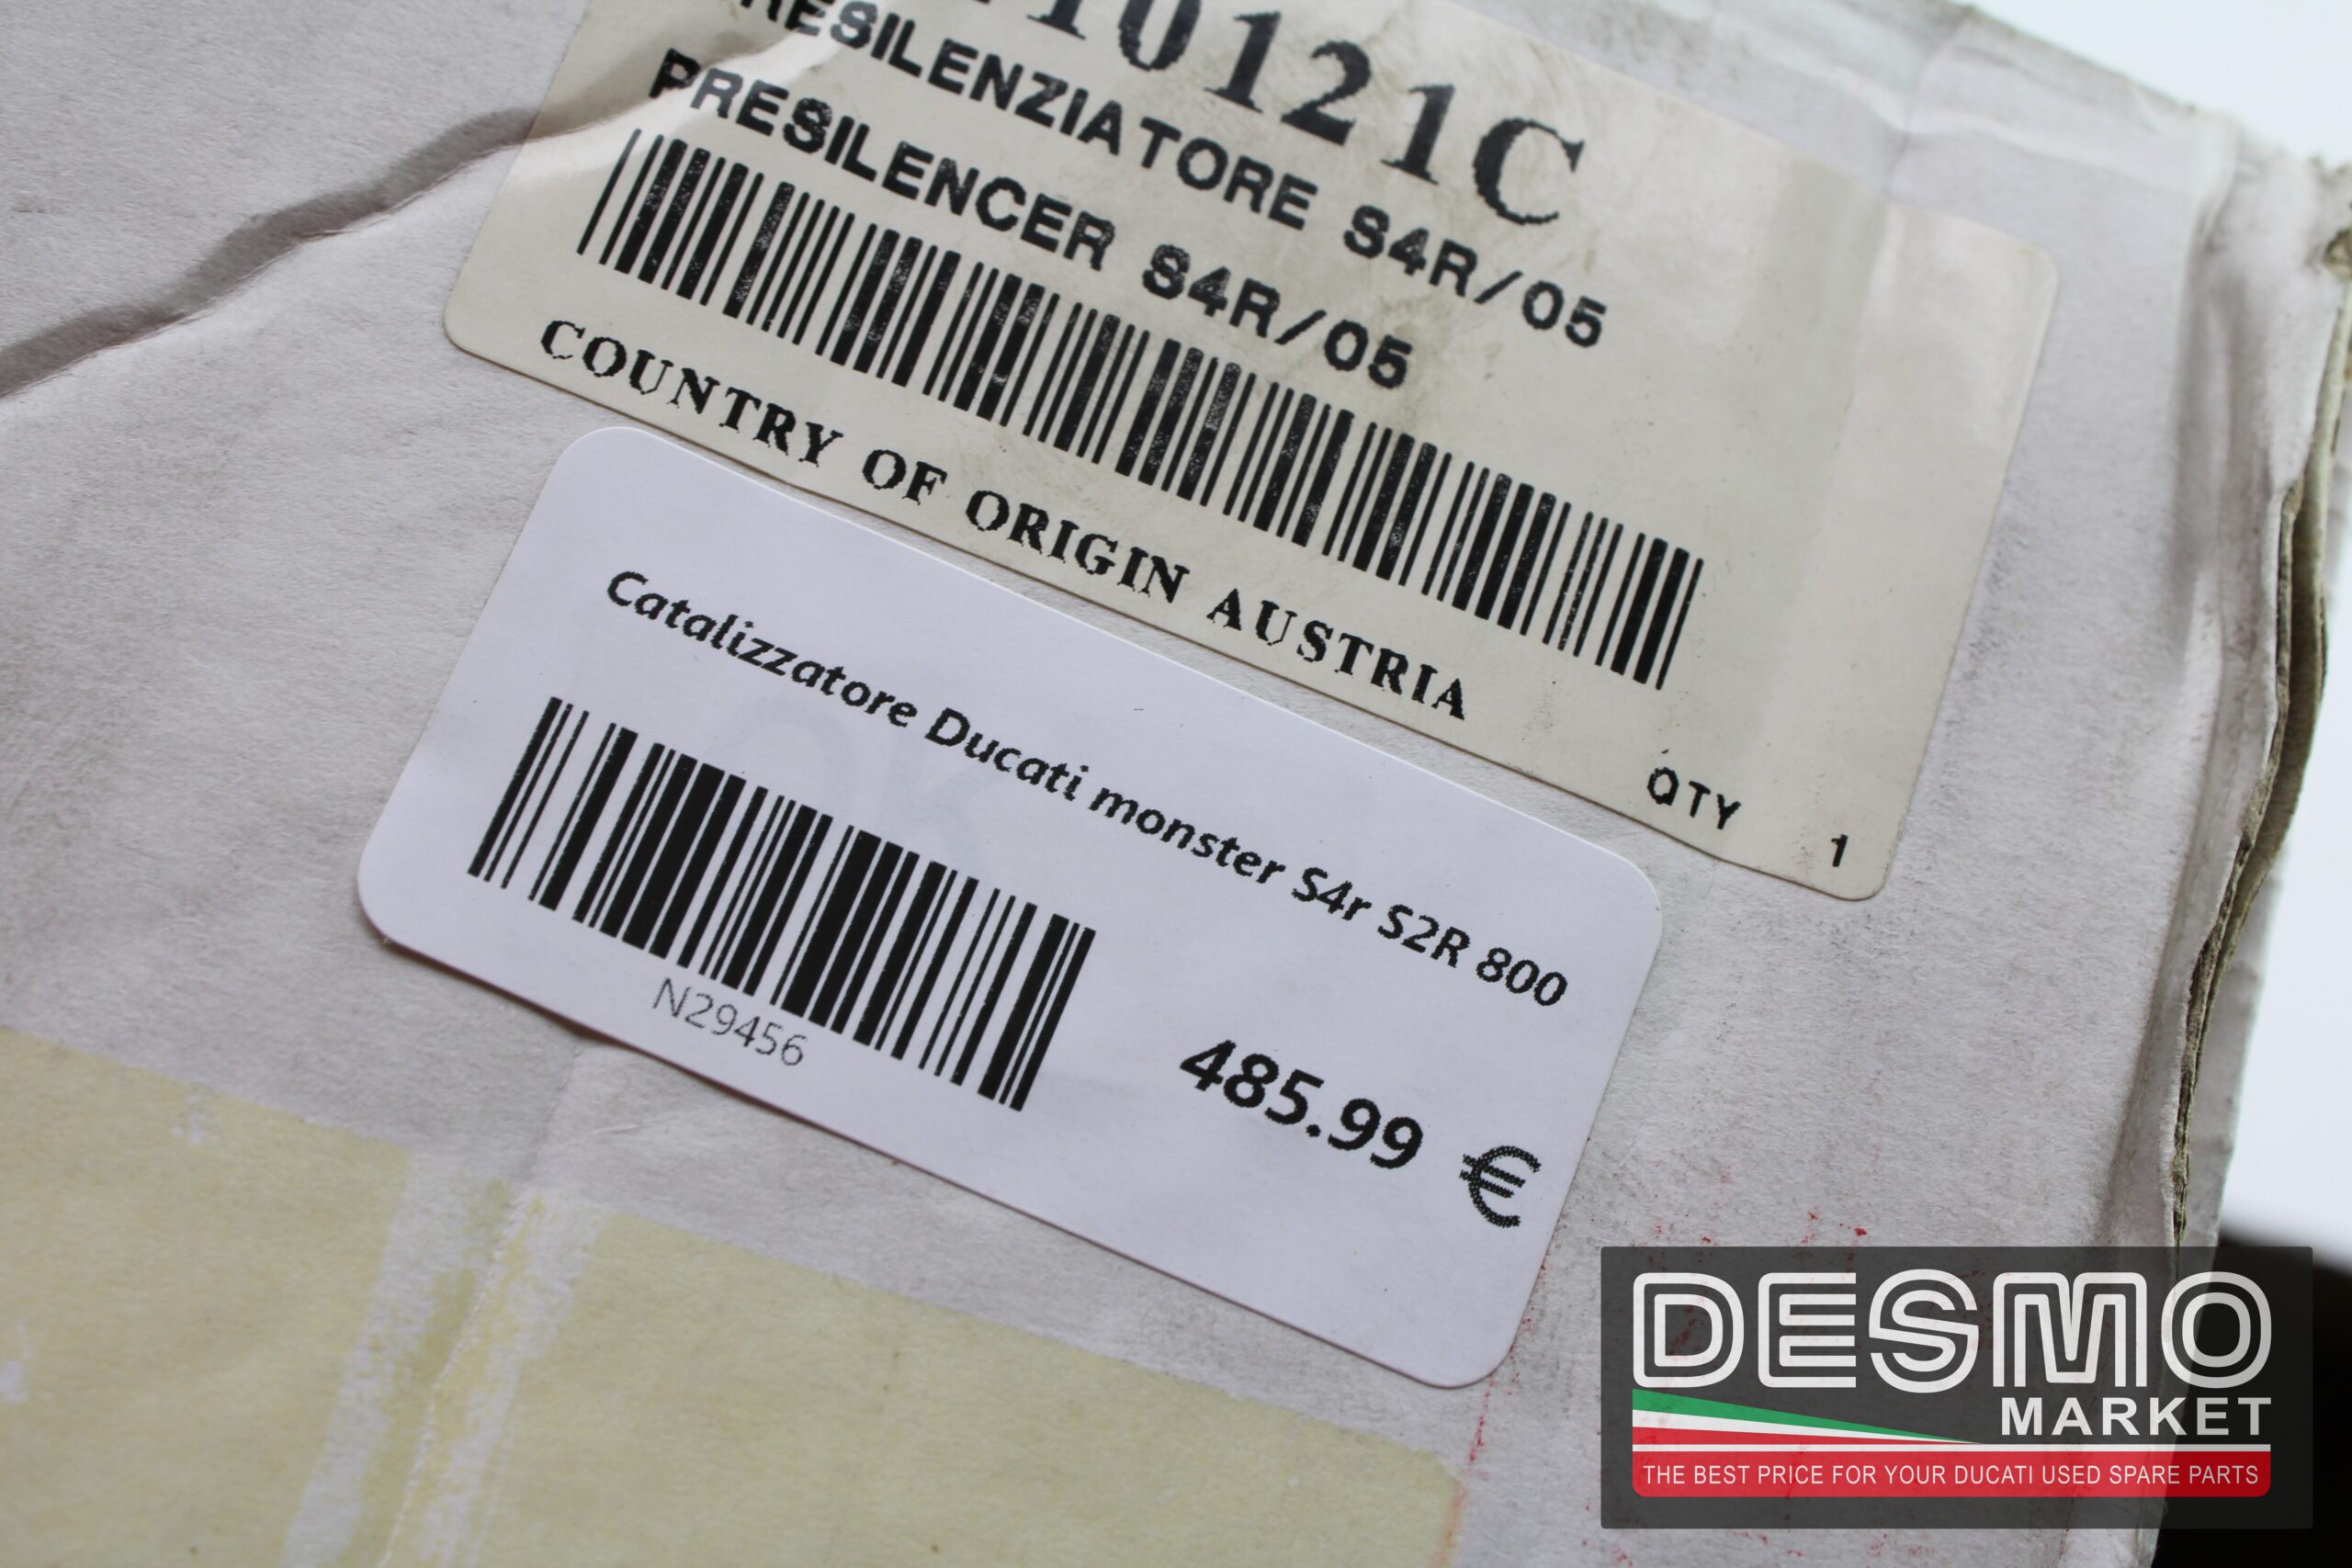 10121C
PRESILENZIATORE S4R/05
PRESILENCER S4R/05
COUNTRY OF ORIGIN AUSTRIA
QTY 1
Catalizzatore Ducati monster S4r S2R 800
N29456
485.99 €
DESMO
MARKET
THE BEST PRICE FOR YOUR DUCATI USED SPARE PARTS